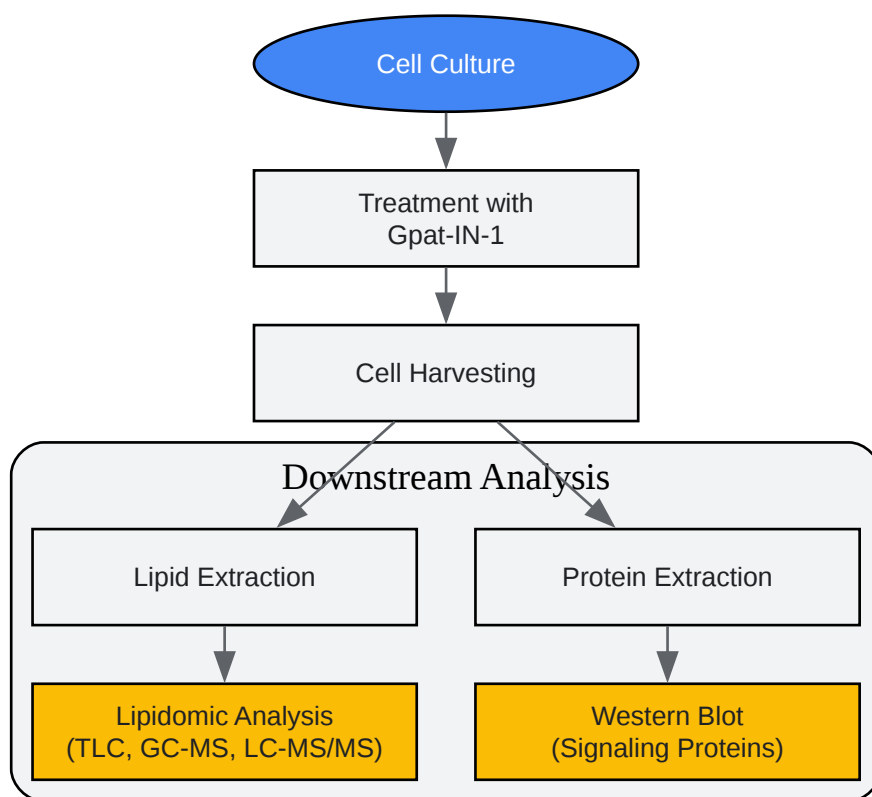 Cell Culture
Treatment with
Gpat-IN-1
Cell Harvesting
Downstream Analysis
Lipid Extraction
Protein Extraction
Lipidomic Analysis
(TLC, GC-MS, LC-MS/MS)
Western Blot
(Signaling Proteins)